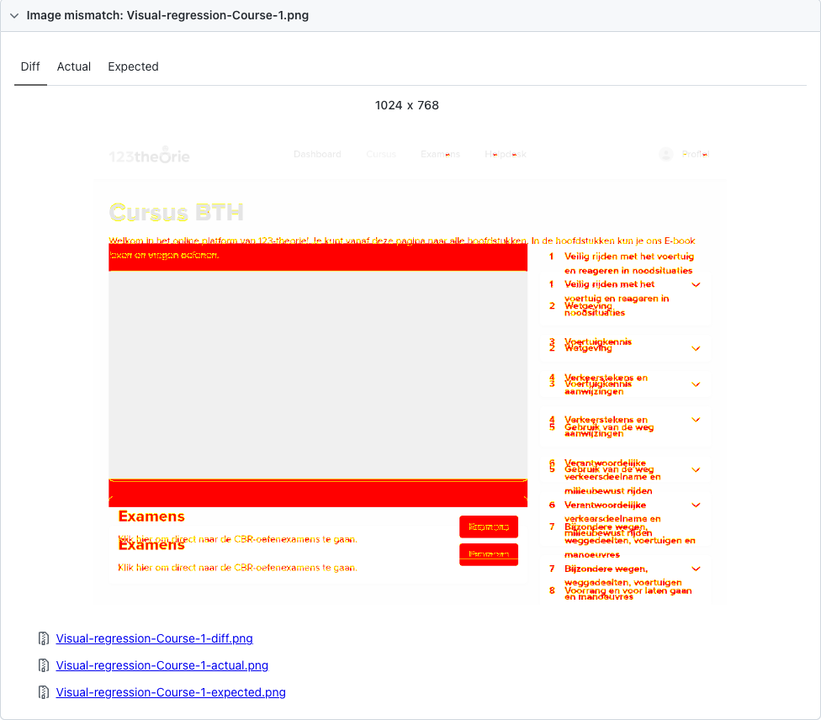 Image mismatch: Visual-regression-Course-1.png
Diff Actual Expected
1024 x 768
123theorie Dashboard Cursus Examens Helpdesk Profiel
Cursus BTH
Welkom in het online platform van 123theorie!. Je kunt vanaf deze pagina naar alle hoofdstukken. In de hoofdstukken kun je ons E-book
lezen en vragen oefenen.
1 Veilig rijden met het voertuig
en reageren in noodsituaties
1 Veilig rijden met het
voertuig en reageren in
2 Wetgeving
noodsituaties
3 Voertuigkennis
2 Wetgeving
4 Verkeerstekens en
3 Voertuigkennis
aanwijzingen
4 Verkeerstekens en
5 Gebruik van de weg
aanwijzingen
6 Verantwoordelijke
5 Gebruik van de weg
verkeersdeelname en
milieubewust rijden
6 Verantwoordelijke
verkeersdeelname en
7 Bijzondere wegen,
milieubewust rijden
weggedeelten, voertuigen en
manoeuvres
7 Bijzondere wegen,
weggedeelten, voertuigen
8 Voorrang en voor laten gaan
en manoeuvres
Examens
Klik hier om direct naar de CBR-oefenexamens te gaan.
Examens
Examens
Klik hier om direct naar de CBR-oefenexamens te gaan.
Examens
Visual-regression-Course-1-diff.png
Visual-regression-Course-1-actual.png
Visual-regression-Course-1-expected.png